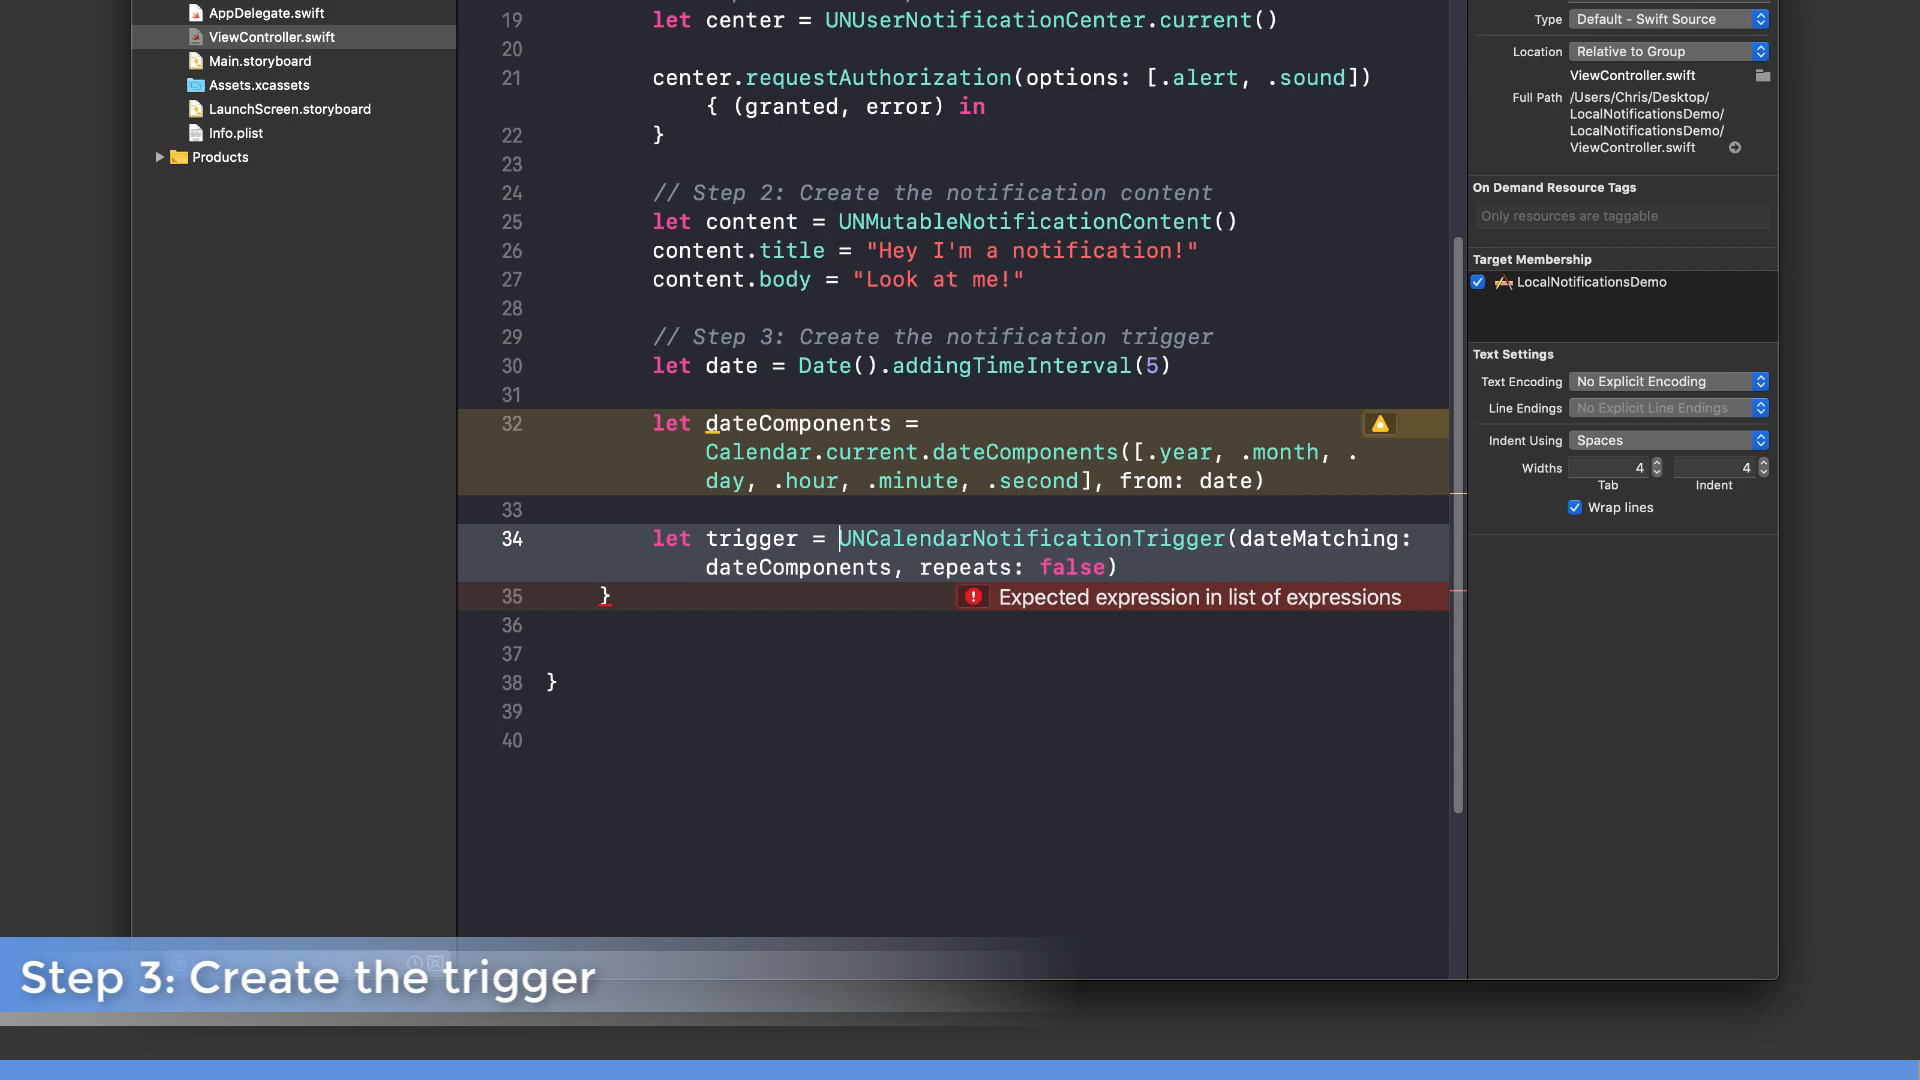 AppDelegate.swift
ViewController.swift
Main.storyboard
Assets.xcassets
LaunchScreen.storyboard
Info.plist
Products
19 let center = UNUserNotificationCenter.current()
20
21 center.requestAuthorization(options: [.alert, .sound])
{ (granted, error) in
22 }
23
24 // Step 2: Create the notification content
25 let content = UNMutableNotificationContent()
26 content.title = "Hey I'm a notification!"
27 content.body = "Look at me!"
28
29 // Step 3: Create the notification trigger
30 let date = Date().addingTimeInterval(5)
31
32 let dateComponents =
Calendar.current.dateComponents([.year, .month, .
day, .hour, .minute, .second], from: date)
33
34 let trigger = UNCalendarNotificationTrigger(dateMatching:
dateComponents, repeats: false)
35 } Expected expression in list of expressions
36
37
38 }
39
40
Type Default - Swift Source
Location Relative to Group
ViewController.swift
Full Path /Users/Chris/Desktop/
LocalNotificationsDemo/
LocalNotificationsDemo/
ViewController.swift
On Demand Resource Tags
Only resources are taggable
Target Membership
LocalNotificationsDemo
Text Settings
Text Encoding No Explicit Encoding
Line Endings No Explicit Line Endings
Indent Using Spaces
Widths 4 4
Tab Indent
Wrap lines
Step 3: Create the trigger